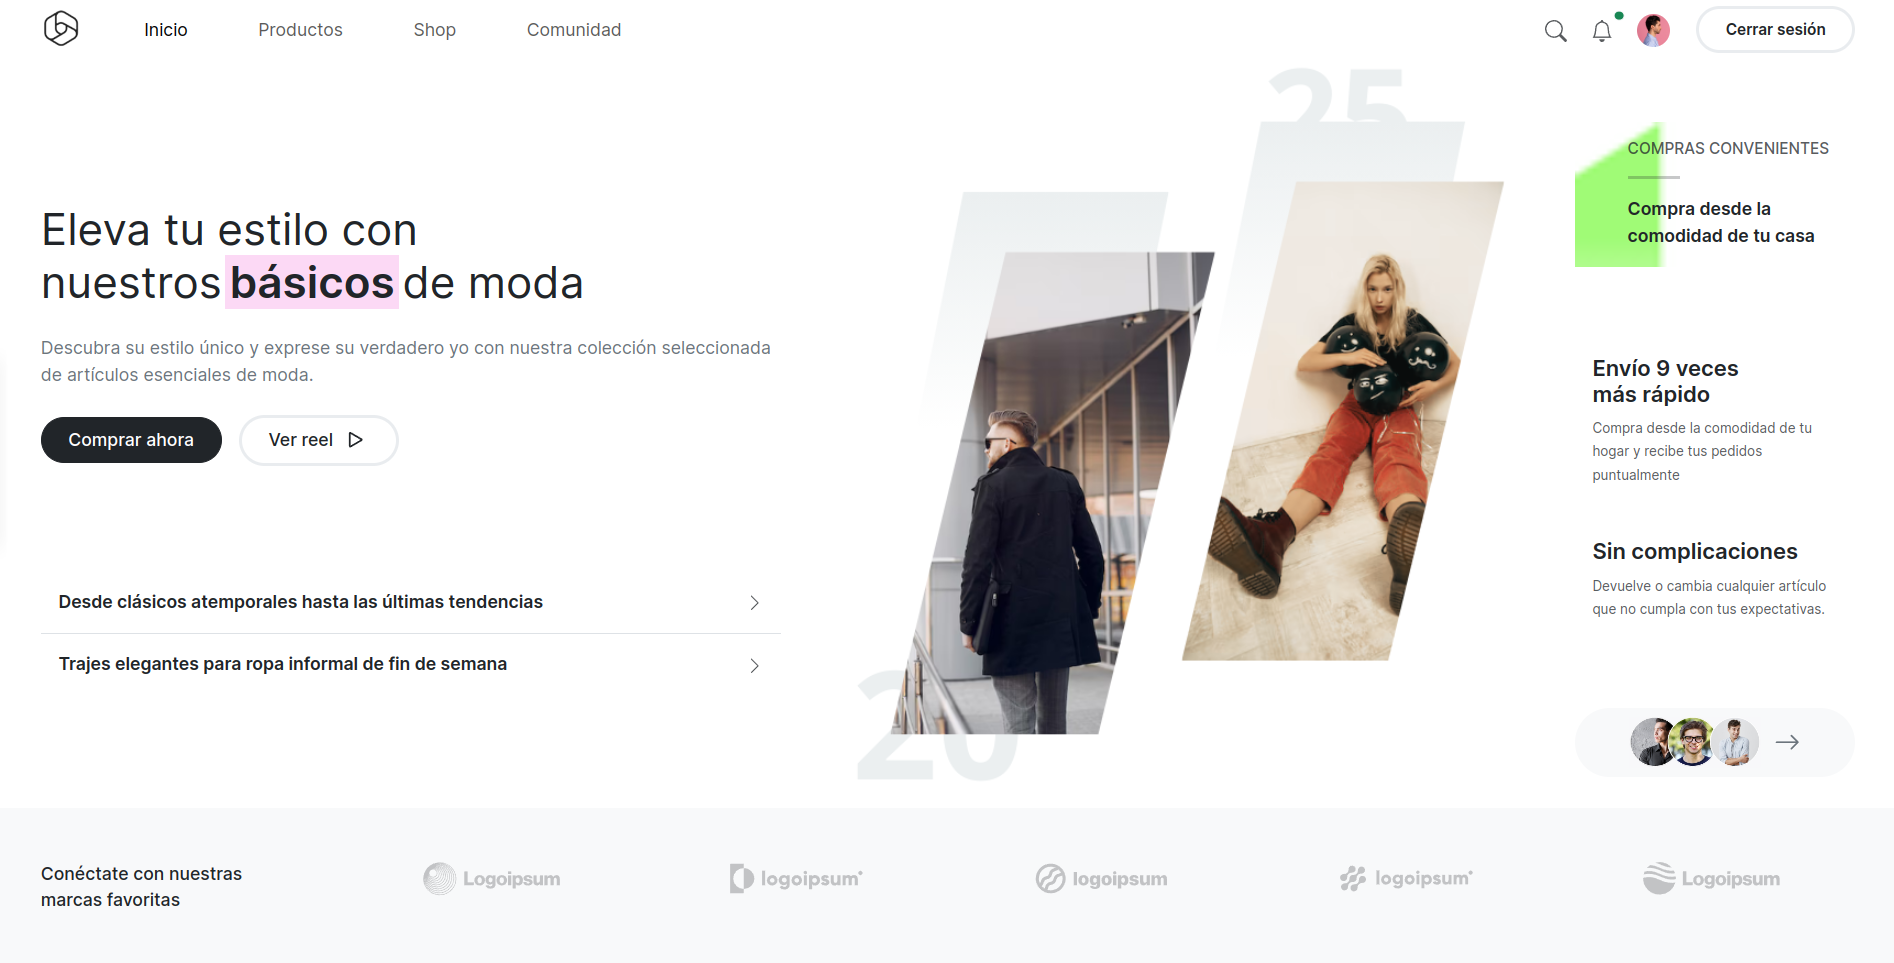 Inicio
Productos
Shop
Comunidad
Cerrar sesión
25
COMPRAS CONVENIENTES
Compra desde la
comodidad de tu casa
Eleva tu estilo con
nuestros básicos de moda
Descubra su estilo único y exprese su verdadero yo con nuestra colección seleccionada
de artículos esenciales de moda.
Comprar ahora
Ver reel
Desde clásicos atemporales hasta las últimas tendencias
Trajes elegantes para ropa informal de fin de semana
20
Envío 9 veces
más rápido
Compra desde la comodidad de tu
hogar y recibe tus pedidos
puntualmente
Sin complicaciones
Devuelve o cambia cualquier artículo
que no cumpla con tus expectativas.
Conéctate con nuestras
marcas favoritas
Logoipsum
logoipsum
logoipsum
logoipsum
Logoipsum